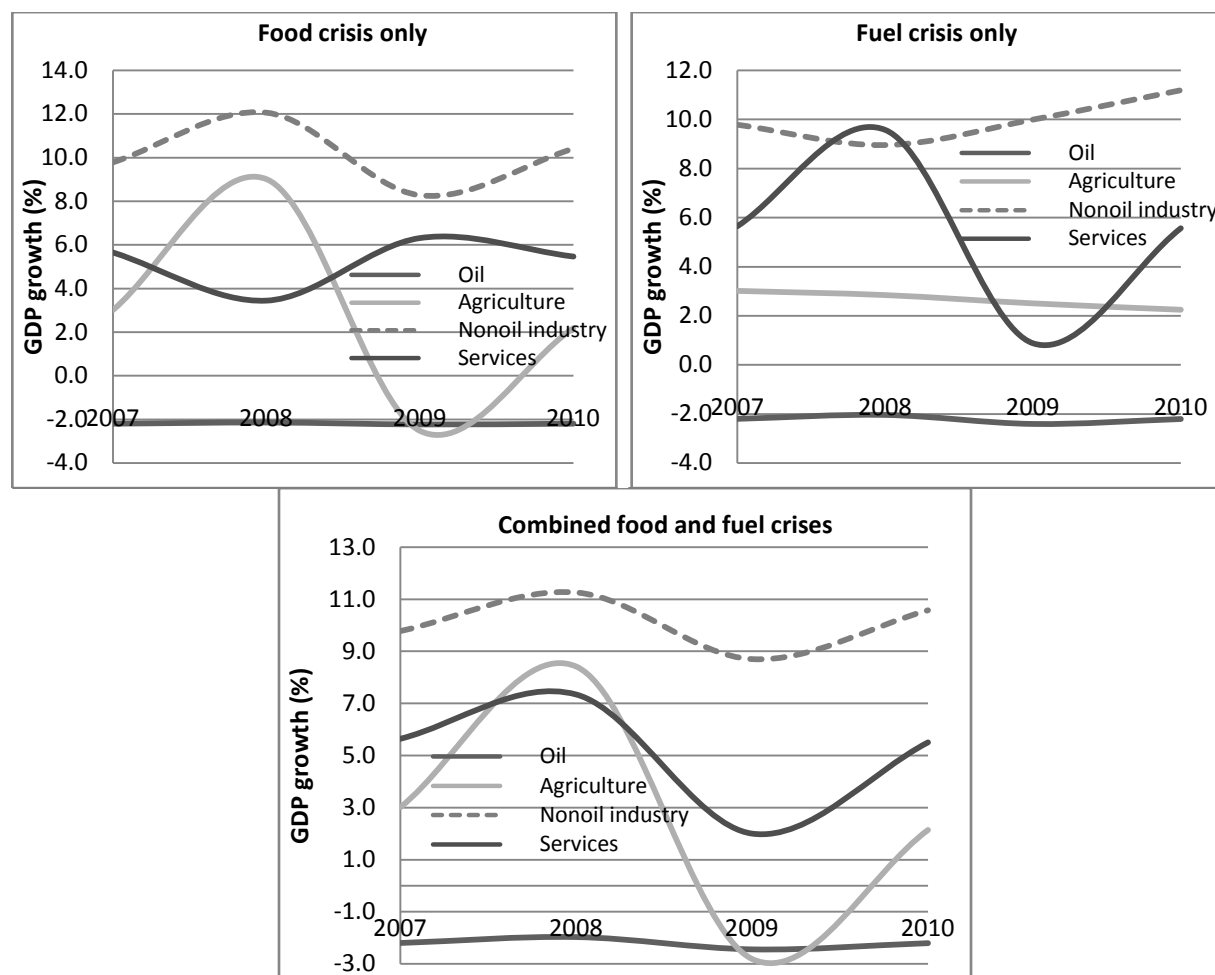 Food crisis only
GDP growth (%)
14.0
12.0
10.0
8.0
6.0
4.0
2.0
0.0
-2.0
-4.0
2007 2008 2009 2010
Oil
Agriculture
Nonoil industry
Services
Fuel crisis only
GDP growth (%)
12.0
10.0
8.0
6.0
4.0
2.0
0.0
-2.0
-4.0
2007 2008 2009 2010
Oil
Agriculture
Nonoil industry
Services
Combined food and fuel crises
GDP growth (%)
13.0
11.0
9.0
7.0
5.0
3.0
1.0
-1.0
-3.0
2007 2008 2009 2010
Oil
Agriculture
Nonoil industry
Services